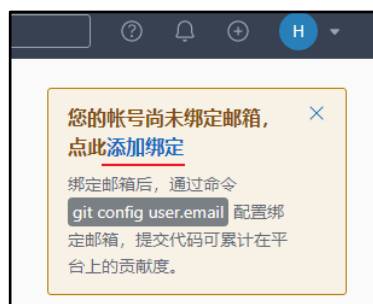 H
您的帐号尚未绑定邮箱，
点此添加绑定
绑定邮箱后，通过命令
git config user.email 配置绑
定邮箱，提交代码可累计在平
台上的贡献度。